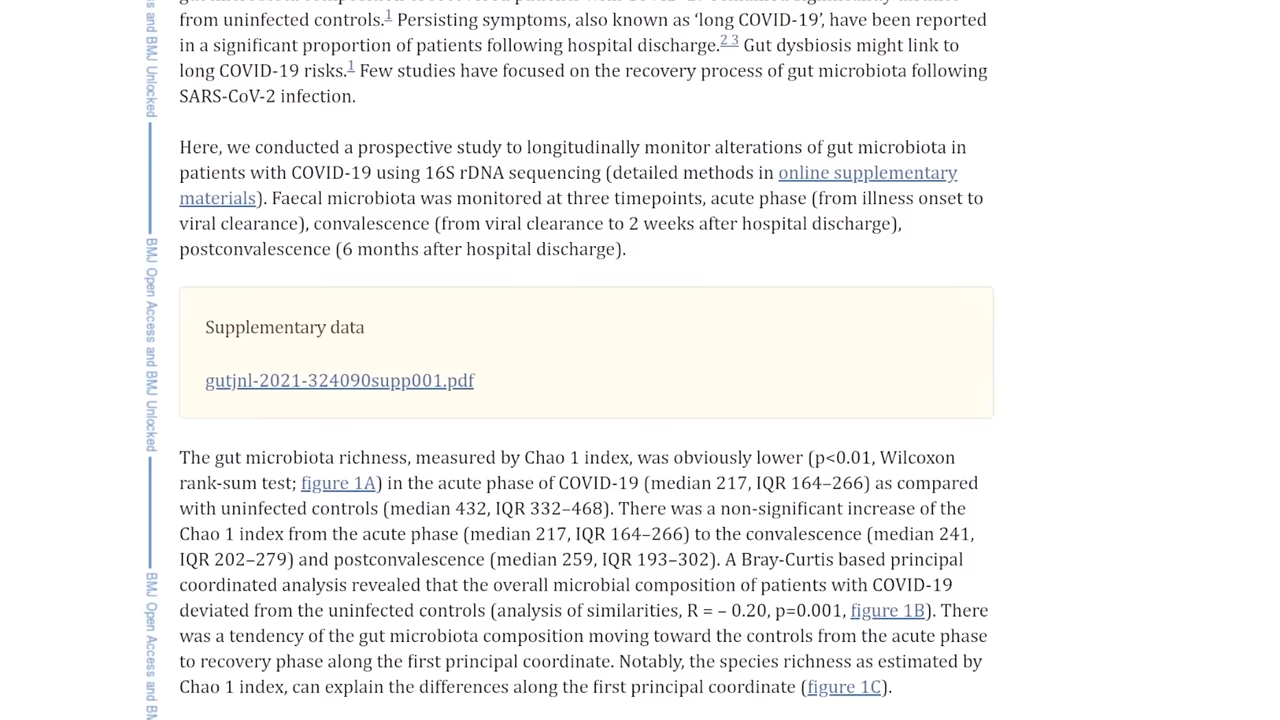 from uninfected controls.1 Persisting symptoms, also known as ‘long COVID-19’, have been reported
in a significant proportion of patients following hospital discharge.2 3 Gut dysbiosis might link to
long COVID-19 risks.1 Few studies have focused on the recovery process of gut microbiota following
SARS-CoV-2 infection.
Here, we conducted a prospective study to longitudinally monitor alterations of gut microbiota in
patients with COVID-19 using 16S rDNA sequencing (detailed methods in online supplementary
materials). Faecal microbiota was monitored at three timepoints, acute phase (from illness onset to
viral clearance), convalescence (from viral clearance to 2 weeks after hospital discharge),
postconvalescence (6 months after hospital discharge).
Supplementary data
gutjnl-2021-324090supp001.pdf
The gut microbiota richness, measured by Chao 1 index, was obviously lower (p<0.01, Wilcoxon
rank-sum test; figure 1A) in the acute phase of COVID-19 (median 217, IQR 164–266) as compared
with uninfected controls (median 432, IQR 332–468). There was a non-significant increase of the
Chao 1 index from the acute phase (median 217, IQR 164–266) to the convalescence (median 241,
IQR 202–279) and postconvalescence (median 259, IQR 193–302). A Bray-Curtis based principal
coordinated analysis revealed that the overall microbial composition of patients with COVID-19
deviated from the uninfected controls (analysis of similarities, R = – 0.20, p=0.001, figure 1B). There
was a tendency of the gut microbiota composition moving toward the controls from the acute phase
to recovery phase along the first principal coordinate. Notably, the species richness as estimated by
Chao 1 index, can explain the differences along the first principal coordinate (figure 1C).
and BMJ Unlocked
BMJ Open Access and BMJ Unlocked
BMJ Open Access and